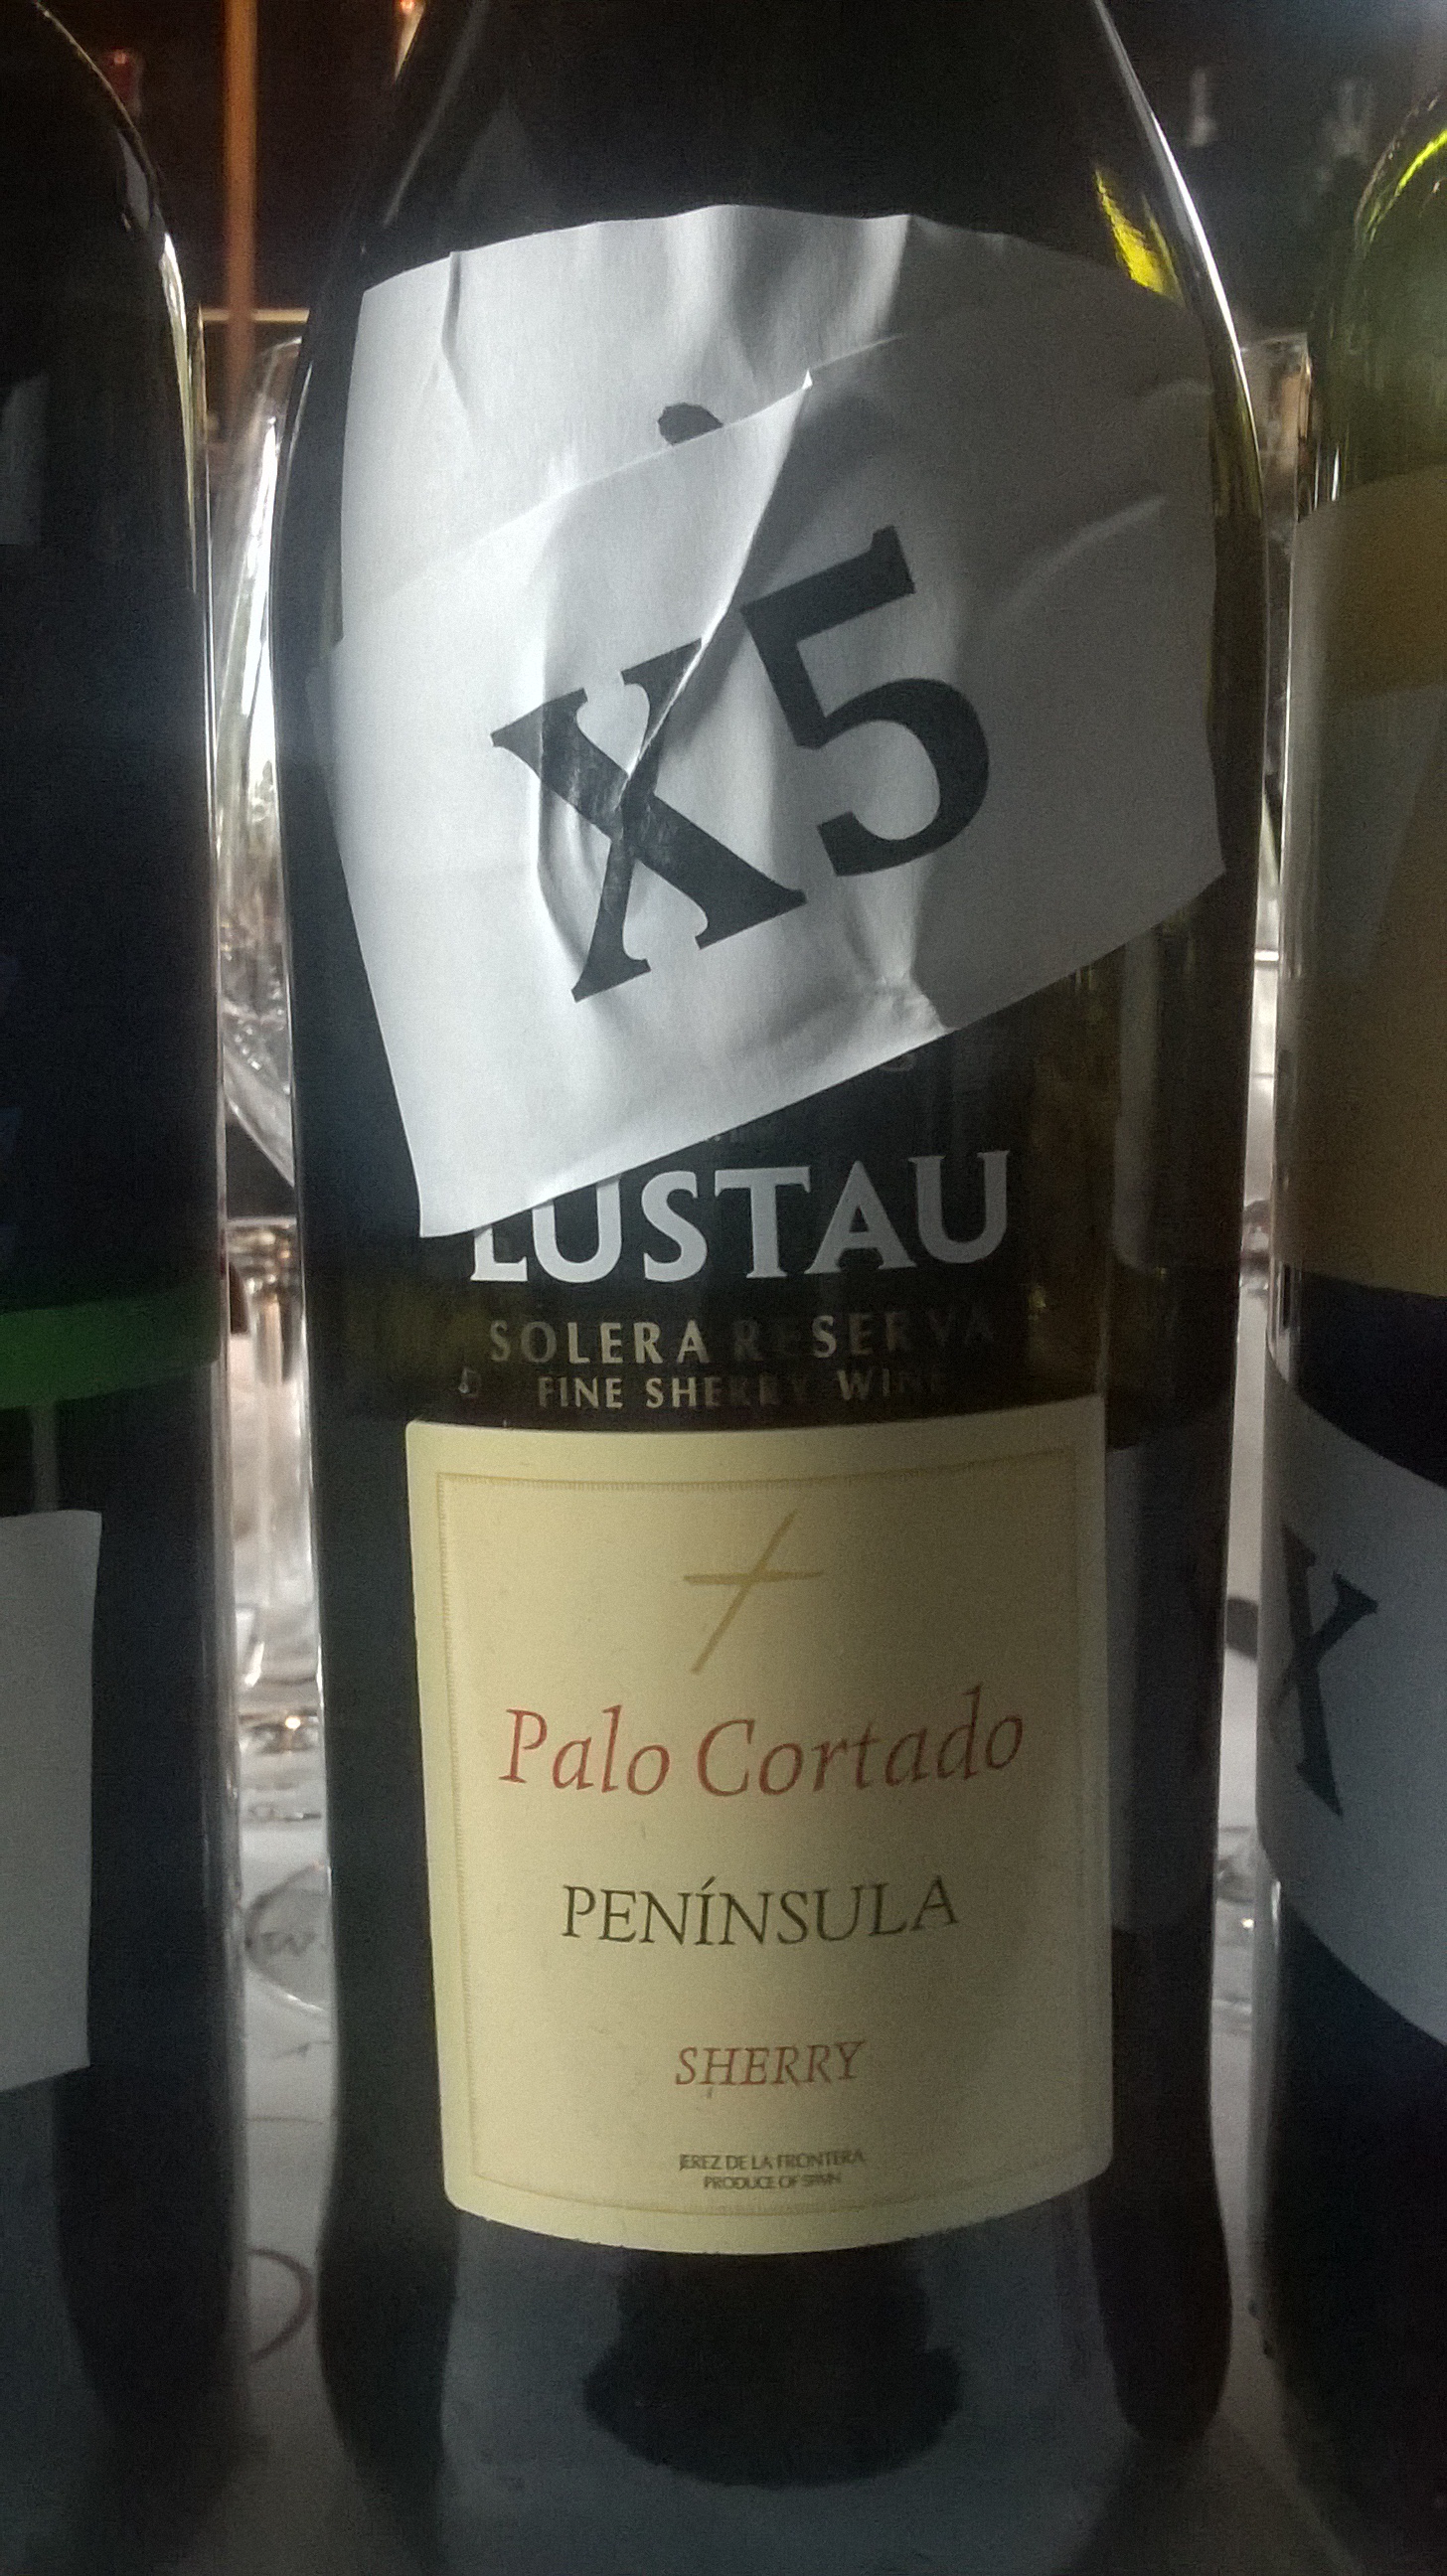 X5
LUSTAU
SOLERA RESERVA
FINE SHERRY WINE
Palo Cortado
PENÍNSULA
SHERRY
JEREZ DE LA FRONTERA
PRODUCE OF SPAIN
X